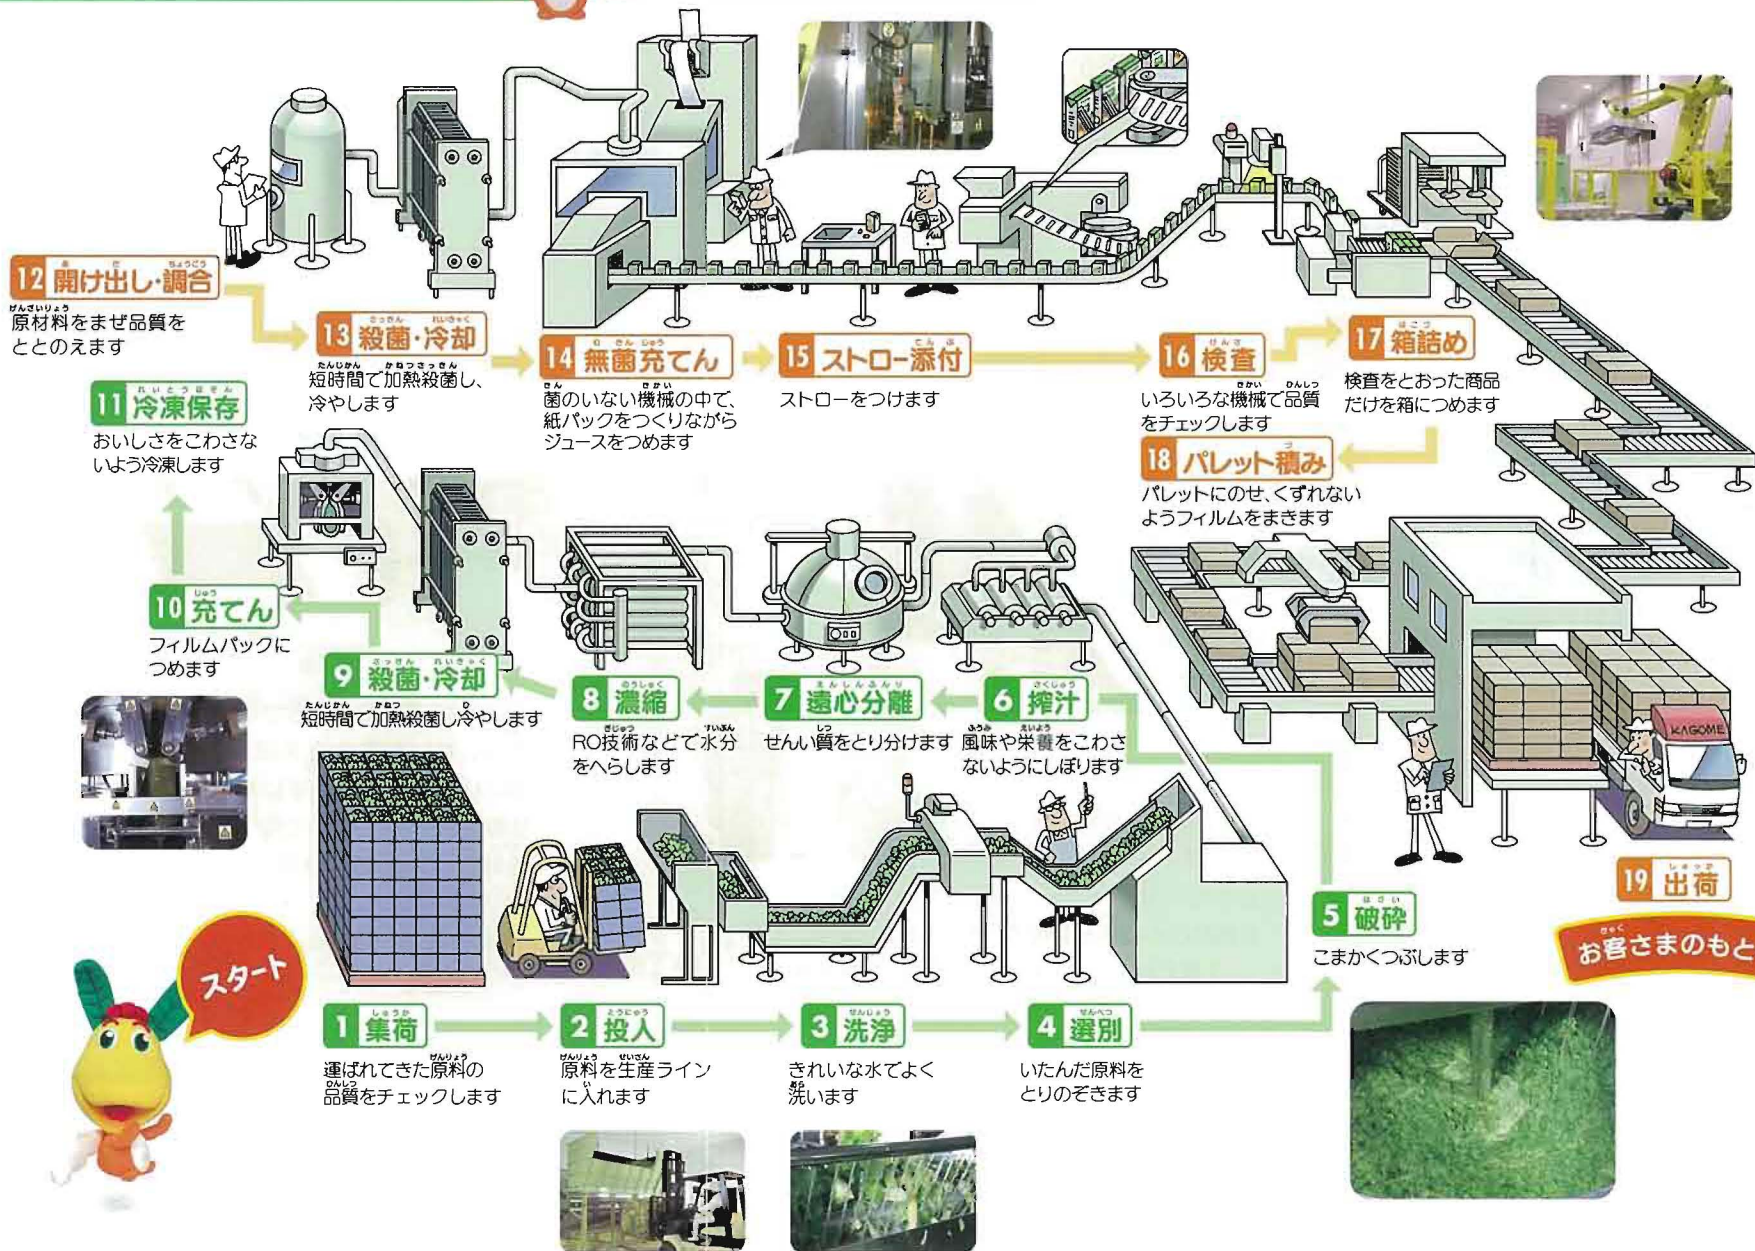 スタート
1 集荷
運ばれてきた原料の
品質をチェックします
2 投入
原料を生産ライン
に入れます
3 洗浄
きれいな水でよく
洗います
4 選別
いたんだ原料を
とりのぞきます
5 破砕
こまかくつぶします
6 搾汁
風味や栄養をこわさ
ないようにしぼります
7 遠心分離
せんい質をとり分けます
8 濃縮
RO技術などで水分
をへらします
9 殺菌・冷却
短時間で加熱殺菌し冷やします
10 充てん
フィルムパックに
つめます
11 冷凍保存
おいしさをこわさな
いよう冷凍します
12 開け出し・調合
原材料をまぜ品質を
ととのえます
13 殺菌・冷却
短時間で加熱殺菌し、
冷やします
14 無菌充てん
菌のいない機械の中で、
紙パックをつくりながら
ジュースをつめます
15 ストロー添付
ストローをつけます
16 検査
いろいろな機械で品質
をチェックします
17 箱詰め
検査をとおった商品
だけを箱につめます
18 パレット積み
パレットにのせ、くずれない
ようフィルムをまきます
KAGOME
19 出荷
お客さまのもと